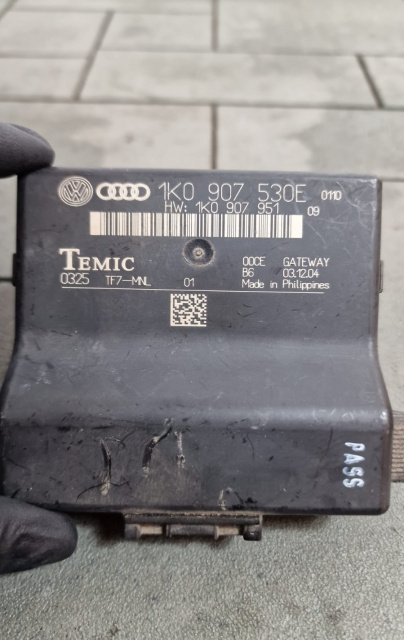 1K0 907 530E 0110
HW: 1K0 907 951 09
TEMIC
00CE GATEWAY
B6 03.12.04
0325 TF7-MNL 01
Made in Philippines
PASS